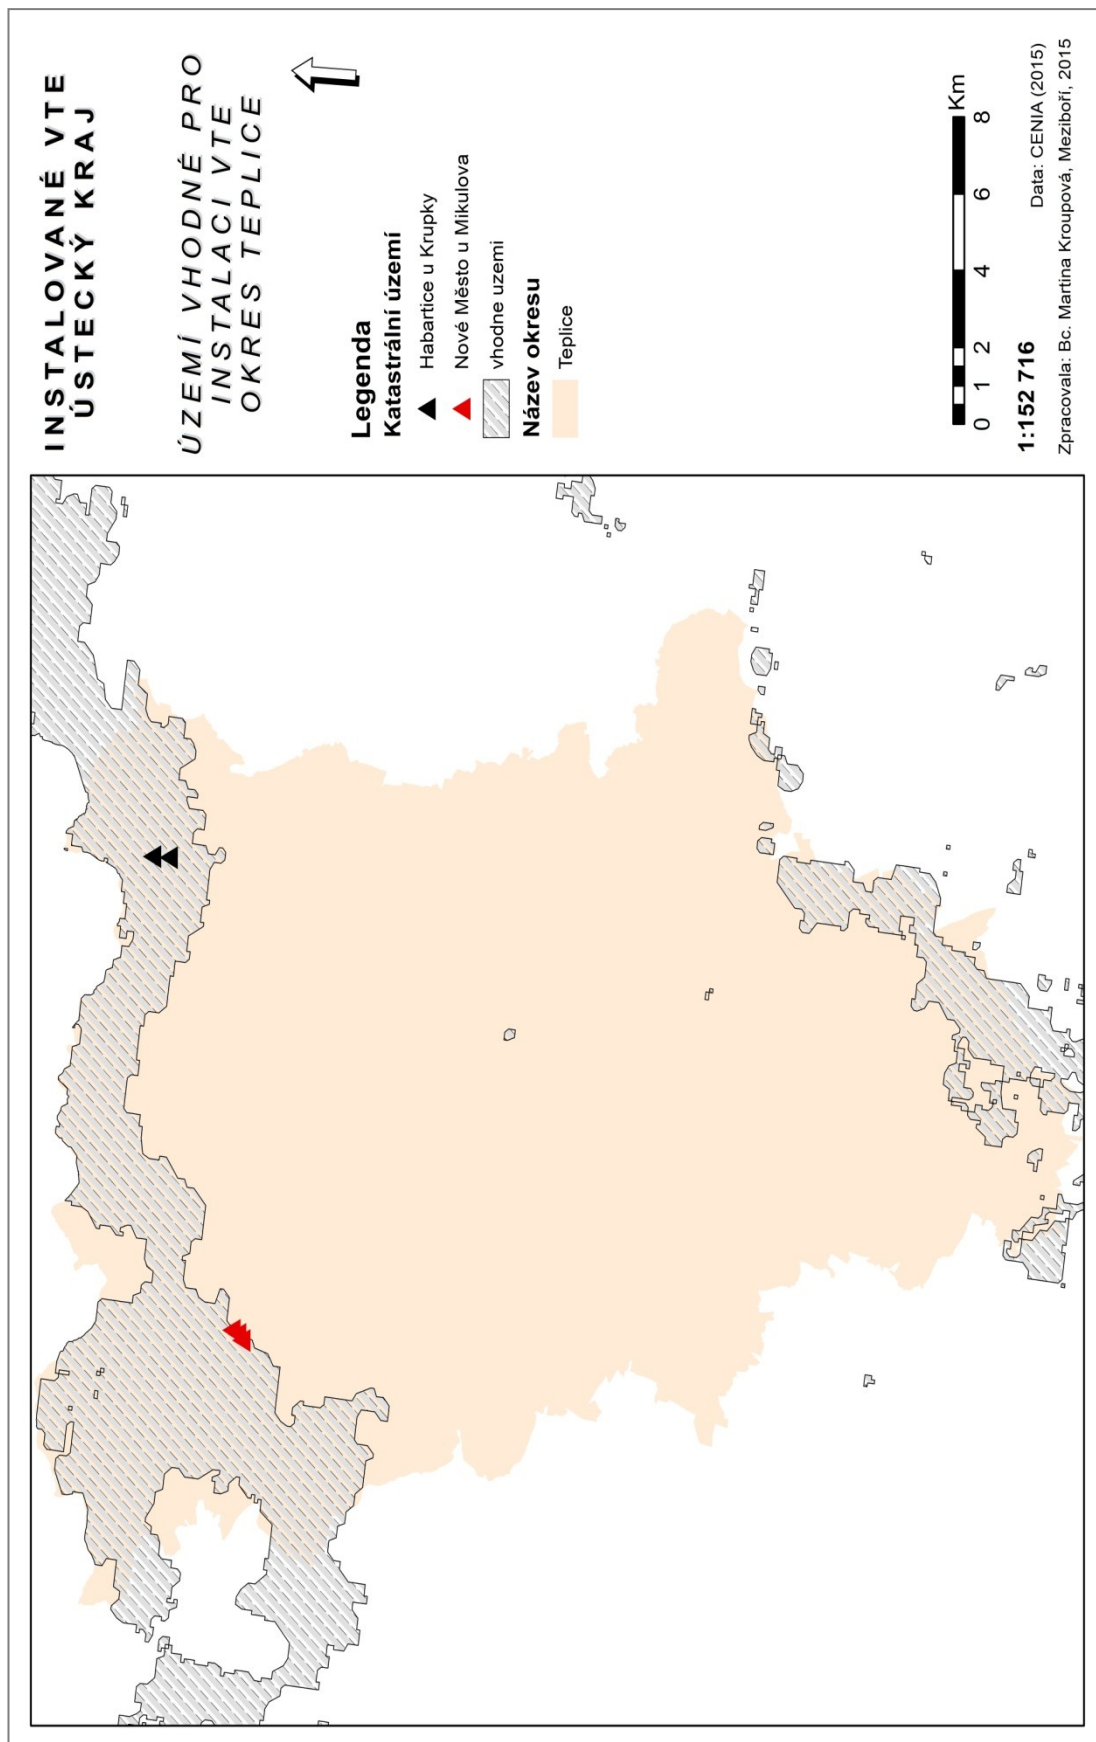 INSTALOVANÉ VTE
ÚSTECKÝ KRAJ
ÚZEMÍ VHODNÉ PRO
INSTALACI VTE
OKRES TEPLICE
Legenda
Katastrální území
Habartice u Krupky
Nové Město u Mikulova
vhodne uzemi
Název okresu
Teplice
0 1 2 4 6 8
Km
1:152 716
Data: CENIA (2015)
Zpracovala: Bc. Martina Kroupová, Meziboří, 2015